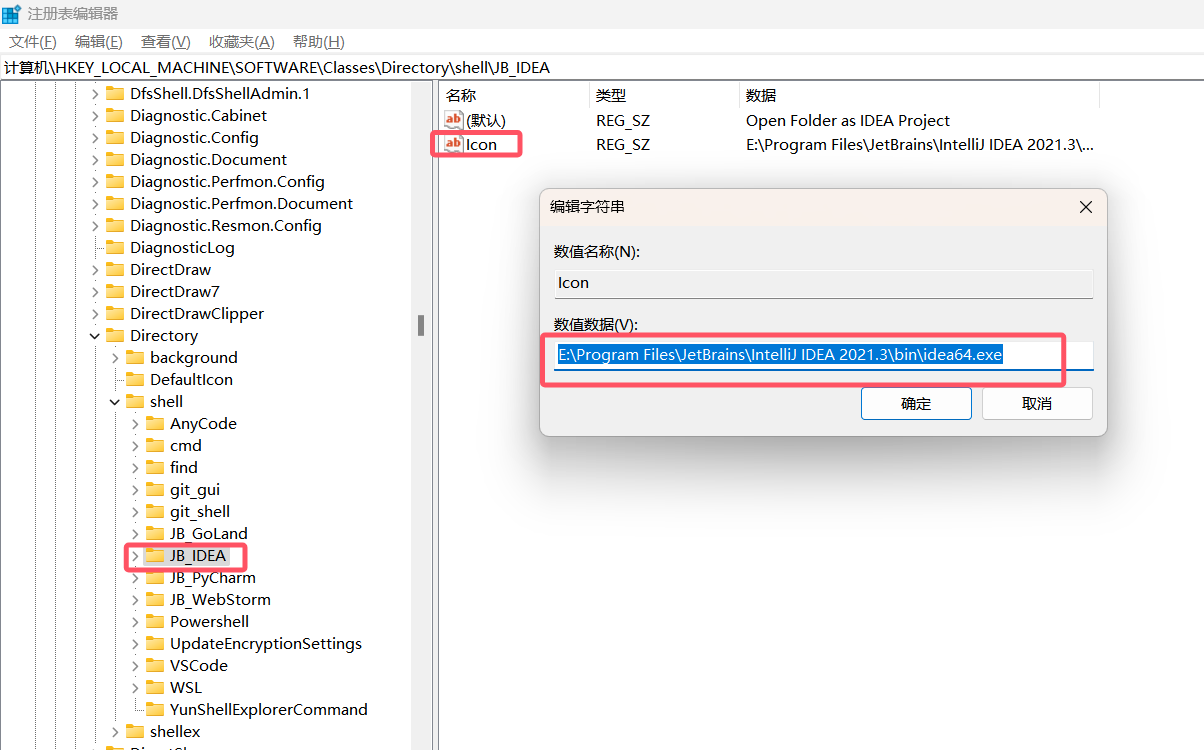 注册表编辑器
文件(F) 编辑(E) 查看(V) 收藏夹(A) 帮助(H)
计算机\HKEY_LOCAL_MACHINE\SOFTWARE\Classes\Directory\shell\JB_IDEA
DfsShell.DfsShellAdmin.1
Diagnostic.Cabinet
Diagnostic.Config
Diagnostic.Document
Diagnostic.Perfmon.Config
Diagnostic.Perfmon.Document
Diagnostic.Resmon.Config
DiagnosticLog
DirectDraw
DirectDraw7
DirectDrawClipper
Directory
background
DefaultIcon
shell
AnyCode
cmd
find
git_gui
git_shell
JB_GoLand
JB_IDEA
JB_PyCharm
JB_WebStorm
Powershell
UpdateEncryptionSettings
VSCode
WSL
YunShellExplorerCommand
shellex
名称 类型 数据
ab (默认) REG_SZ Open Folder as IDEA Project
ab Icon REG_SZ E:\Program Files\JetBrains\IntelliJ IDEA 2021.3\...
编辑字符串
数值名称(N):
Icon
数值数据(V):
E:\Program Files\JetBrains\IntelliJ IDEA 2021.3\bin\idea64.exe
确定 取消